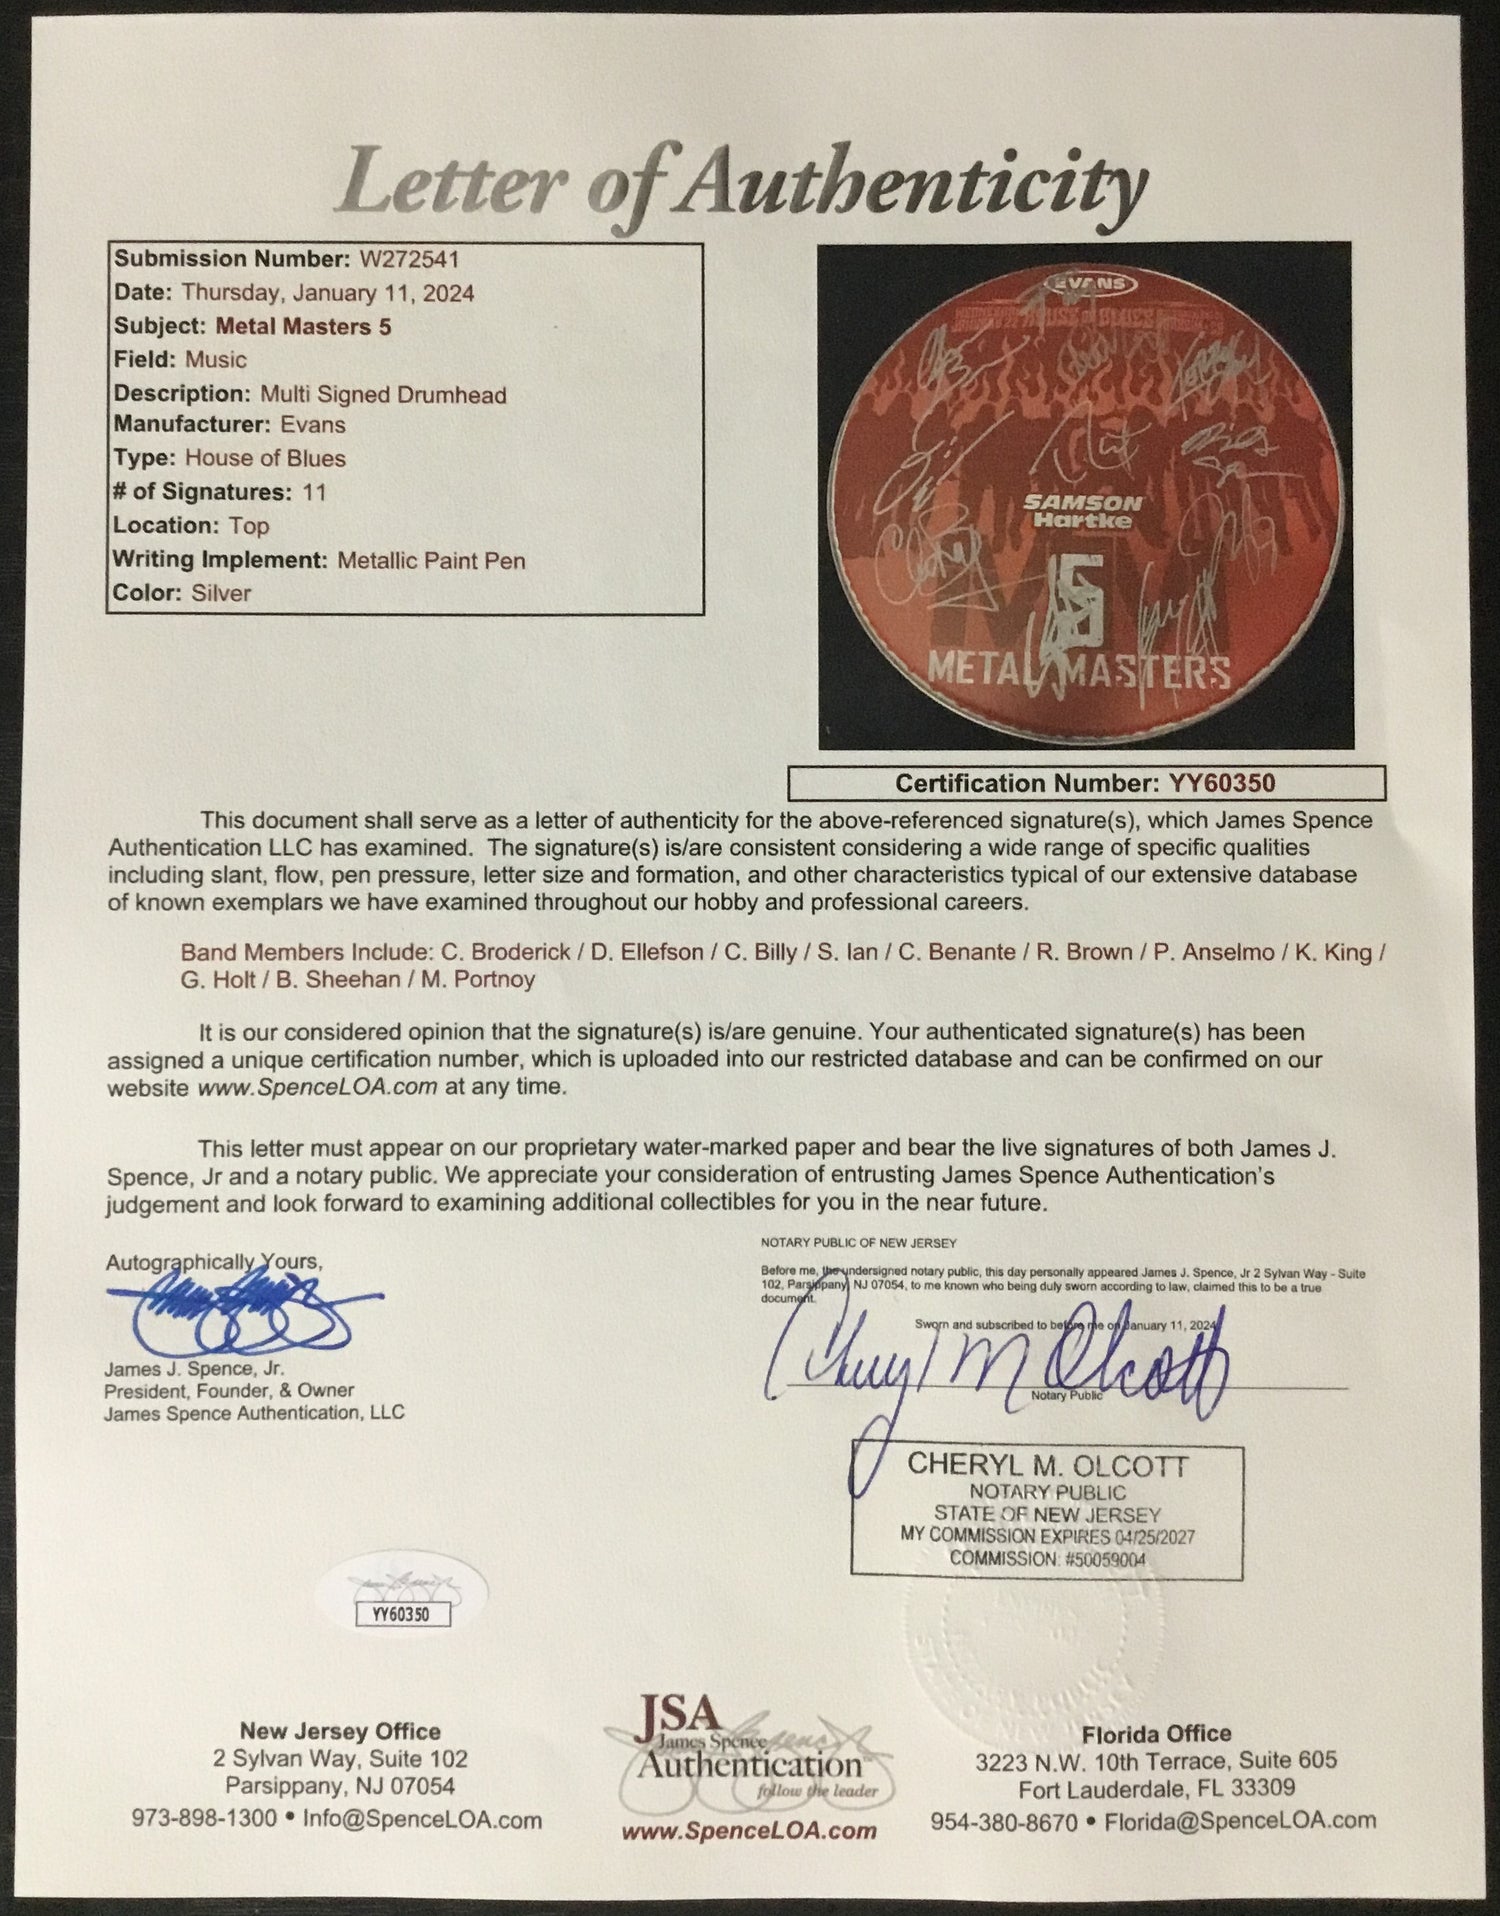 Letter of Authenticity
Submission Number: W272541
Date: Thursday, January 11, 2024
Subject: Metal Masters 5
Field: Music
Description: Multi Signed Drumhead
Manufacturer: Evans
Type: House of Blues
# of Signatures: 11
Location: Top
Writing Implement: Metallic Paint Pen
Color: Silver
EVANS
SAMSON
Hartke
5
METAL MASTERS
Certification Number: YY60350
This document shall serve as a letter of authenticity for the above-referenced signature(s), which James Spence
Authentication LLC has examined. The signature(s) is/are consistent considering a wide range of specific qualities
including slant, flow, pen pressure, letter size and formation, and other characteristics typical of our extensive database
of known exemplars we have examined throughout our hobby and professional careers.
Band Members Include: C. Broderick / D. Ellefson / C. Billy / S. Ian / C. Benante / R. Brown / P. Anselmo / K. King /
G. Holt / B. Sheehan / M. Portnoy
It is our considered opinion that the signature(s) is/are genuine. Your authenticated signature(s) has been
assigned a unique certification number, which is uploaded into our restricted database and can be confirmed on our
website www.SpenceLOA.com at any time.
This letter must appear on our proprietary water-marked paper and bear the live signatures of both James J.
Spence, Jr and a notary public. We appreciate your consideration of entrusting James Spence Authentication's
judgement and look forward to examining additional collectibles for you in the near future.
Autographically Yours,
James J. Spence, Jr.
President, Founder, & Owner
James Spence Authentication, LLC
NOTARY PUBLIC OF NEW JERSEY
Before me, the undersigned notary public, this day personally appeared James J. Spence, Jr 2 Sylvan Way - Suite
102, Parsippany, NJ 07054, to me known who being duly sworn according to law, claimed this to be a true
document.
Sworn and subscribed to before me on January 11, 2024
Cheryl M Olcott
Notary Public
CHERYL M. OLCOTT
NOTARY PUBLIC
STATE OF NEW JERSEY
MY COMMISSION EXPIRES 04/25/2027
COMMISSION: #50059004
YY60350
New Jersey Office
2 Sylvan Way, Suite 102
Parsippany, NJ 07054
973-898-1300 • Info@SpenceLOA.com
JSA
James Spence
Authentication™
follow the leader
www.SpenceLOA.com
Florida Office
3223 N.W. 10th Terrace, Suite 605
Fort Lauderdale, FL 33309
954-380-8670 • Florida@SpenceLOA.com